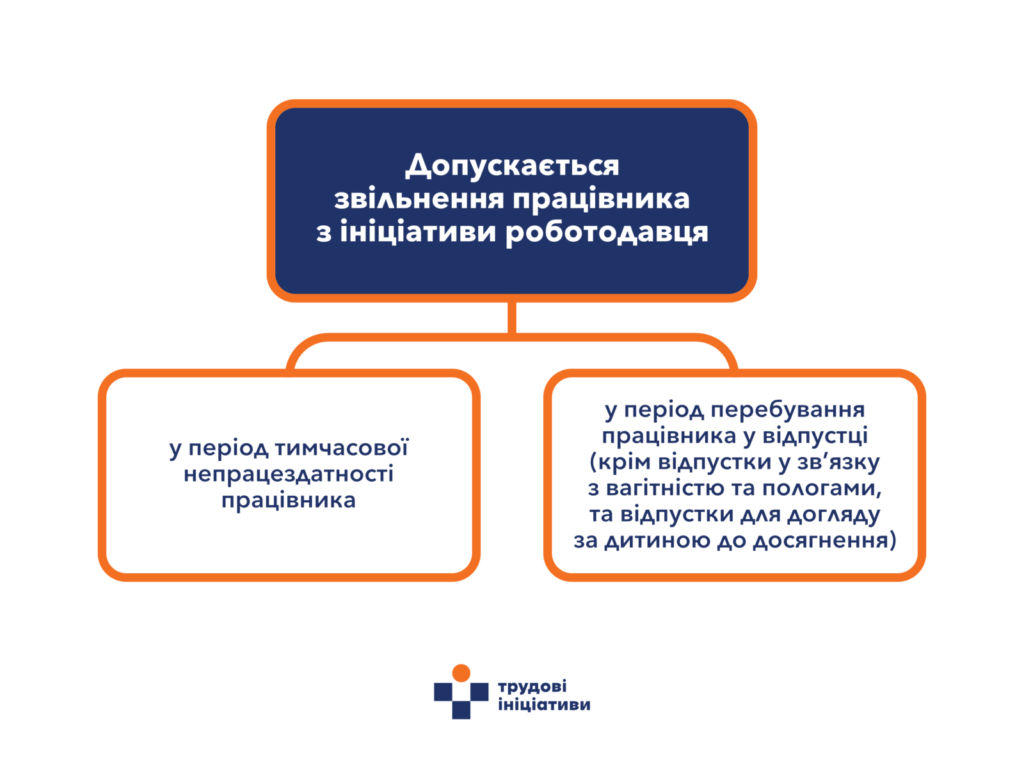 Допускається
звільнення працівника
з ініціативи роботодавця
у період тимчасової
непрацездатності
працівника
у період перебування
працівника у відпустці
(крім відпустки у зв’язку
з вагітністю та пологами,
та відпустки для догляду
за дитиною до досягнення)
трудові
ініціативи